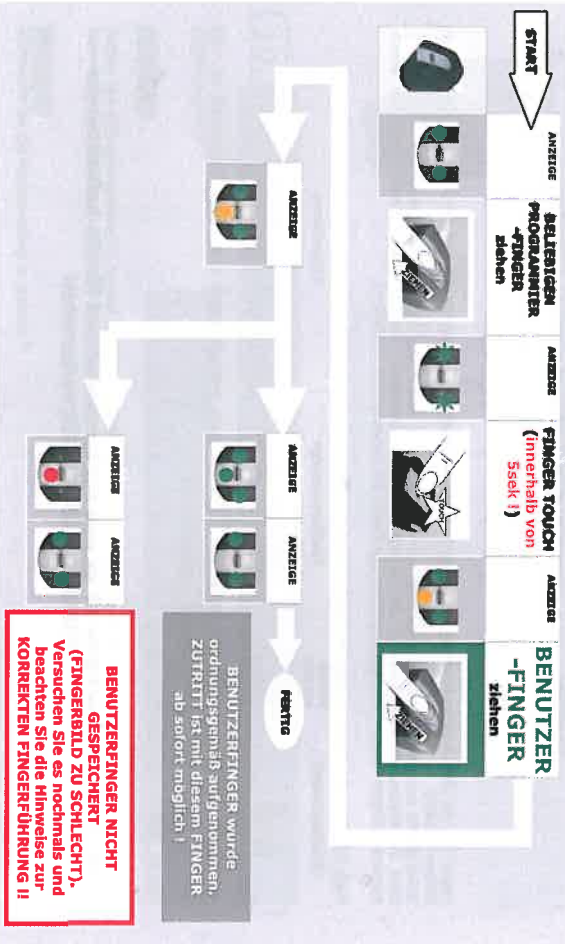 START
ANZEIGE
BELIEBIGEN
PROGRAMMIER
-FINGER
ziehen
ANZEIGE
FINGER TOUCH
(innerhalb von
5sek !)
TOUCH
ANZEIGE
BENUTZER
-FINGER
ziehen
ZIEHEN
ANZEIGE
ANZEIGE
ANZEIGE
FERTIG
BENUTZERFINGER wurde
ordnungsgemäß aufgenommen.
ZUTRITT ist mit diesem FINGER
ab sofort möglich !
ANZEIGE
ANZEIGE
BENUTZERFINGER NICHT
GESPEICHERT
(FINGERBILD ZU SCHLECHT).
Versuchen Sie es nochmals und
beachten Sie die Hinweise zur
KORREKTEN FINGERFÜHRUNG !!